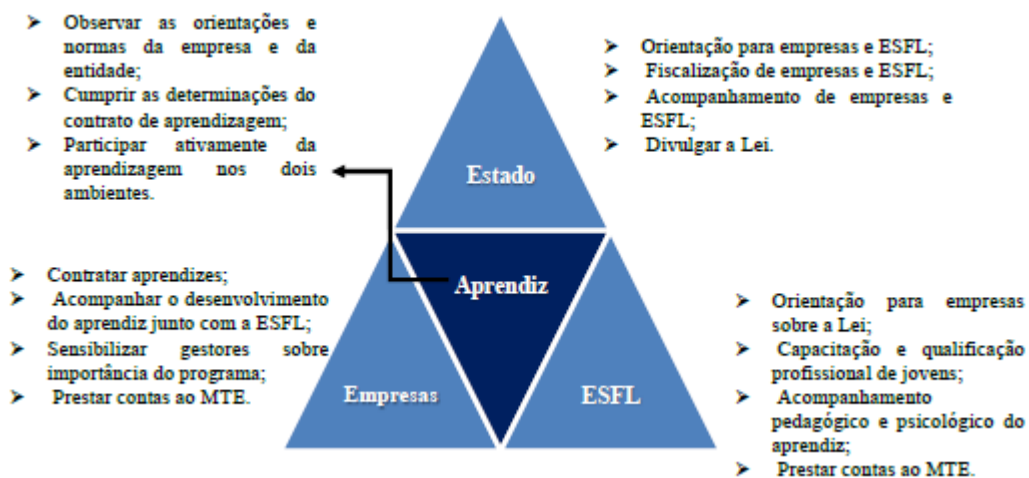 ➢ Observar as orientações e
normas da empresa e da
entidade;
➢ Cumprir as determinações do
contrato de aprendizagem;
➢ Participar ativamente da
aprendizagem nos dois
ambientes.
➢ Orientação para empresas e ESFL;
➢ Fiscalização de empresas e ESFL;
➢ Acompanhamento de empresas e
ESFL;
➢ Divulgar a Lei.
Estado
Aprendiz
➢ Contratar aprendizes;
➢ Acompanhar o desenvolvimento
do aprendiz junto com a ESFL;
➢ Sensibilizar gestores sobre
importância do programa;
➢ Prestar contas ao MTE.
Empresas
ESFL
➢ Orientação para empresas
sobre a Lei;
➢ Capacitação e qualificação
profissional de jovens;
➢ Acompanhamento
pedagógico e psicológico do
aprendiz;
➢ Prestar contas ao MTE.